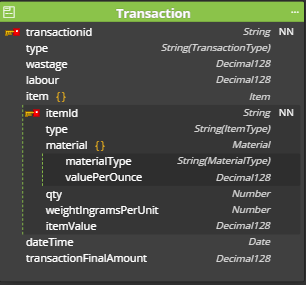 Transaction
transactionid String NN
type String(TransactionType)
wastage Decimal128
labour Decimal128
item {} Item
itemId String NN
type String(ItemType)
material {} Material
materialType String(MaterialType)
valuePerOunce Decimal128
qty Number
weightIngramsPerUnit Number
itemValue Decimal128
dateTime Date
transactionFinalAmount Decimal128